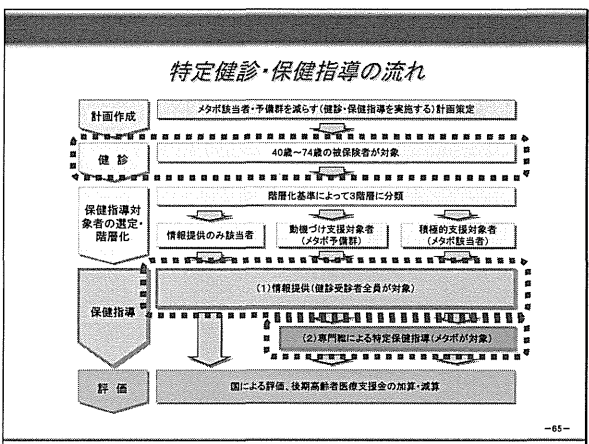 特定健診・保健指導の流れ
計画作成
メタボ該当者・予備群を減らす(健診・保健指導を実施する)計画策定
健 診
40歳~74歳の被保険者が対象
保健指導対
象者の選定・
階層化
階層化基準によって3階層に分類
情報提供のみ該当者
動機づけ支援対象者
(メタボ予備群)
積極的支援対象者
(メタボ該当者)
保健指導
(1)情報提供(健診受診者全員が対象)
(2)専門職による特定保健指導(メタボが対象)
評 価
国による評価、後期高齢者医療支援金の加算・減算
-65-